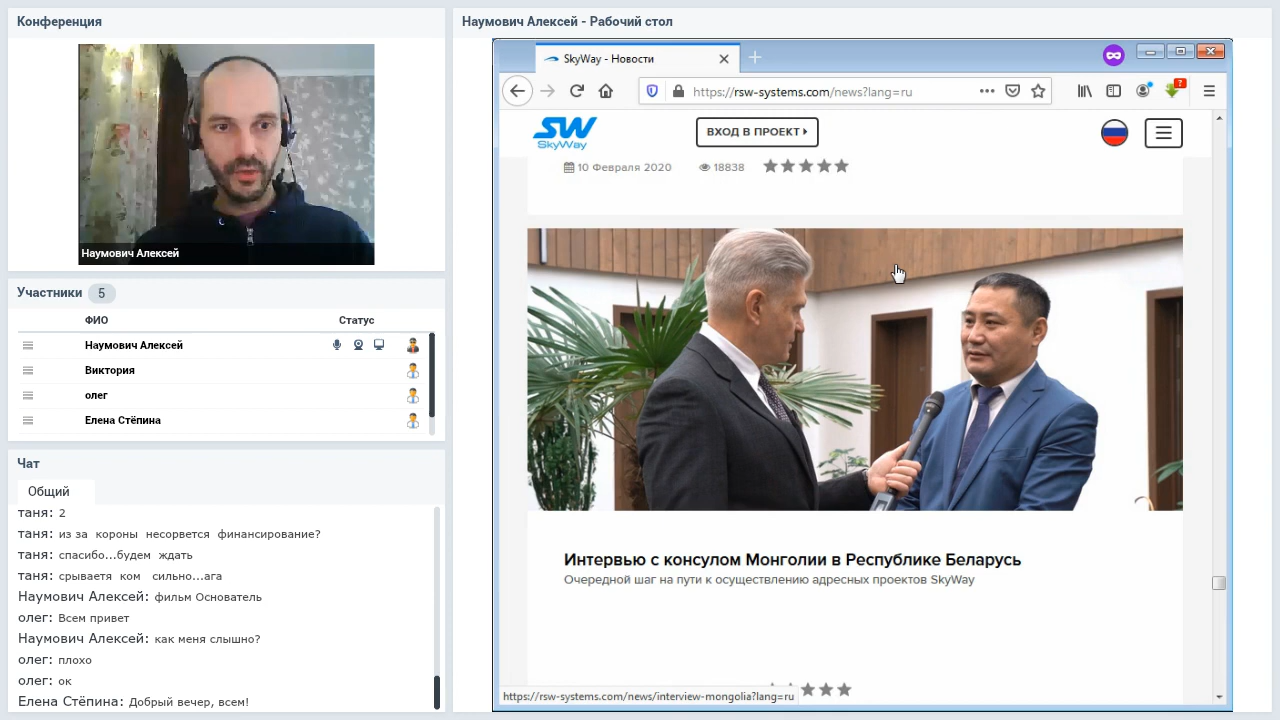 Конференция
Наумович Алексей
Участники 5
ФИО Статус
Наумович Алексей
Виктория
олег
Елена Стёпина
Чат
Общий
таня: 2
таня: из за короны несорвется финансирование?
таня: спасибо...будем ждать
таня: срываетя ком сильно...ага
Наумович Алексей: фильм Основатель
олег: Всем привет
Наумович Алексей: как меня слышно?
олег: плохо
олег: ок
Елена Стёпина: Добрый вечер, всем!
Наумович Алексей - Рабочий стол
SkyWay - Новости
https://rsw-systems.com/news?lang=ru
?
SW
SkyWay
ВХОД В ПРОЕКТ
10 Февраля 2020 18838
Интервью с консулом Монголии в Республике Беларусь
Очередной шаг на пути к осуществлению адресных проектов SkyWay
https://rsw-systems.com/news/interview-mongolia?lang=ru